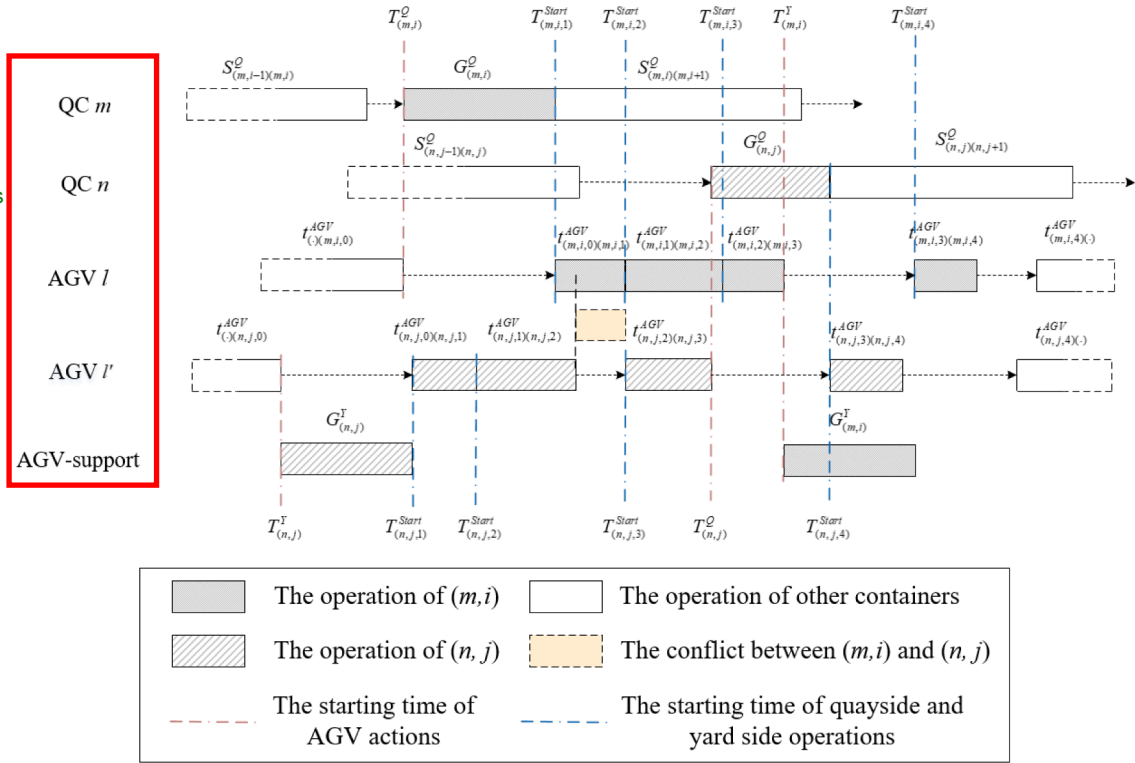 T^Q_(m,i) T^Start_(m,i,1) T^Start_(m,i,2) T^Start_(m,i,3) T^Υ_(m,i) T^Start_(m,i,4)
S^Q_(m,i−1)(m,i) G^Q_(m,i) S^Q_(m,i)(m,i+1)
QC m
S^Q_(n,j−1)(n,j) G^Q_(n,j) S^Q_(n,j)(n,j+1)
QC n
s
t^AGV_(·)(m,i,0) t^AGV_(m,i,0)(m,i,1) t^AGV_(m,i,1)(m,i,2) t^AGV_(m,i,2)(m,i,3) t^AGV_(m,i,3)(m,i,4) t^AGV_(m,i,4)(·)
AGV l
t^AGV_(·)(n,j,0) t^AGV_(n,j,0)(n,j,1) t^AGV_(n,j,1)(n,j,2) t^AGV_(n,j,2)(n,j,3) t^AGV_(n,j,3)(n,j,4) t^AGV_(n,j,4)(·)
AGV l'
G^Υ_(n,j) G^Υ_(m,i)
AGV-support
T^Υ_(n,j) T^Start_(n,j,1) T^Start_(n,j,2) T^Start_(n,j,3) T^Q_(n,j) T^Start_(n,j,4)
The operation of (m,i)
The operation of other containers
The operation of (n, j)
The conflict between (m,i) and (n, j)
The starting time of
AGV actions
The starting time of quayside and
yard side operations